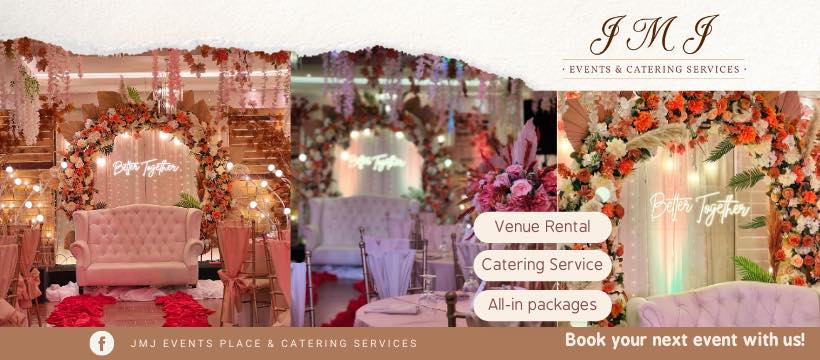 JMJ
· EVENTS & CATERING SERVICES ·
Better Together
Better Together
Better Together
Venue Rental
Catering Service
All-in packages
f
JMJ EVENTS PLACE & CATERING SERVICES
Book your next event with us!